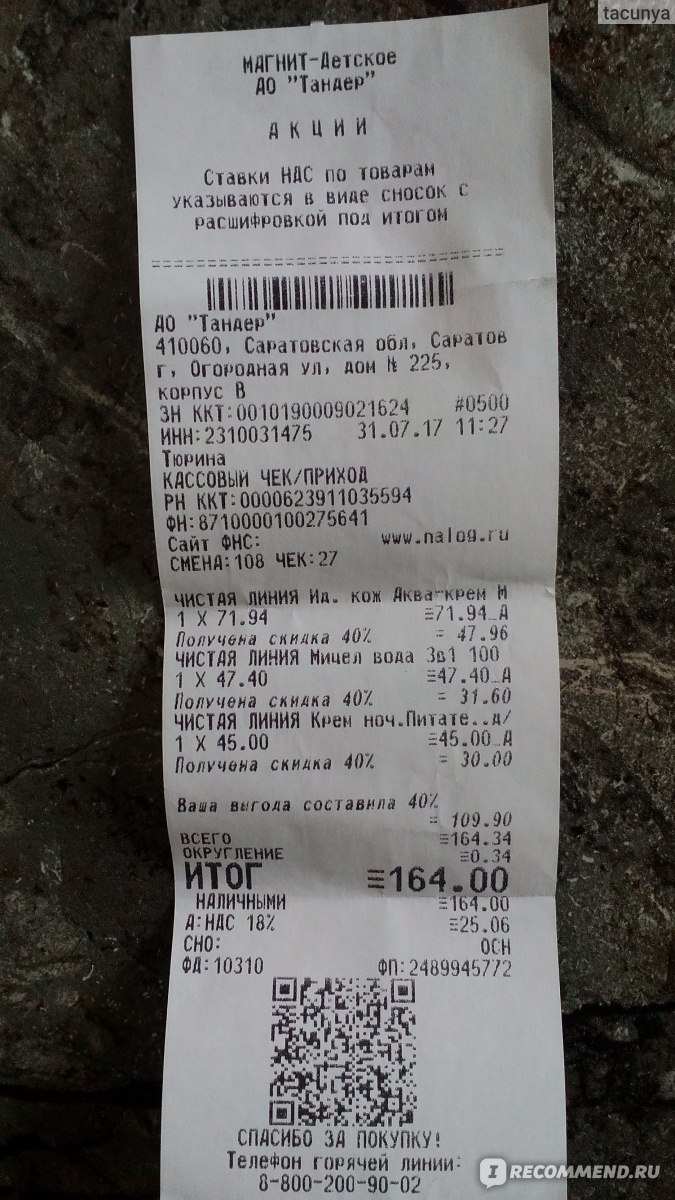 tacunya
МАГНИТ-Детское
АО "Тандер"
А К Ц И И
Ставки НДС по товарам
указываются в виде сносок с
расшифровкой под итогом
АО "Тандер"
410060, Саратовская обл, Саратов
г, Огородная ул, дом № 225,
корпус В
ЗН ККТ:0010190009021624 #0500
ИНН:2310031475 31.07.17 11:27
Тюрина
КАССОВЫЙ ЧЕК/ПРИХОД
РН ККТ:0000623911035594
ФН:8710000100275641
Сайт ФНС: www.nalog.ru
СМЕНА:108 ЧЕК:27
ЧИСТАЯ ЛИНИЯ Ид. кож Аква-крем М
1 X 71.94 ≡71.94_А
Получена скидка 40% = 47.96
ЧИСТАЯ ЛИНИЯ Мицел вода 3в1 100
1 X 47.40 ≡47.40_А
Получена скидка 40% = 31.60
ЧИСТАЯ ЛИНИЯ Крем ноч.Питате..д/
1 X 45.00 ≡45.00_А
Получена скидка 40% = 30.00
Ваша выгода составила 40%
= 109.90
ВСЕГО ≡164.34
ОКРУГЛЕНИЕ ≡0.34
ИТОГ ≡164.00
НАЛИЧНЫМИ ≡164.00
А:НДС 18% ≡25.06
СНО: ОСН
ФД:10310 ФП:2489945772
СПАСИБО ЗА ПОКУПКУ!
Телефон горячей линии:
8-800-200-90-02
IRECOMMEND.RU